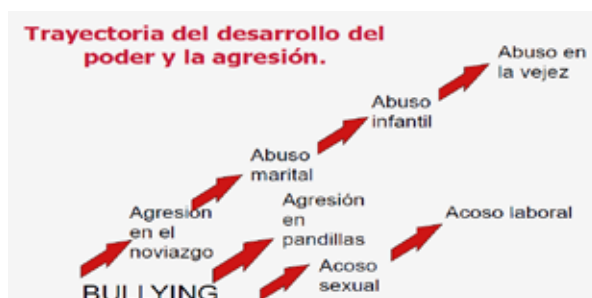 Trayectoria del desarrollo del
poder y la agresión.
Abuso en
la vejez
Abuso
infantil
Abuso
marital
Agresión
en el
noviazgo
Agresión
en
pandillas
Acoso laboral
Acoso
sexual
BULLYING